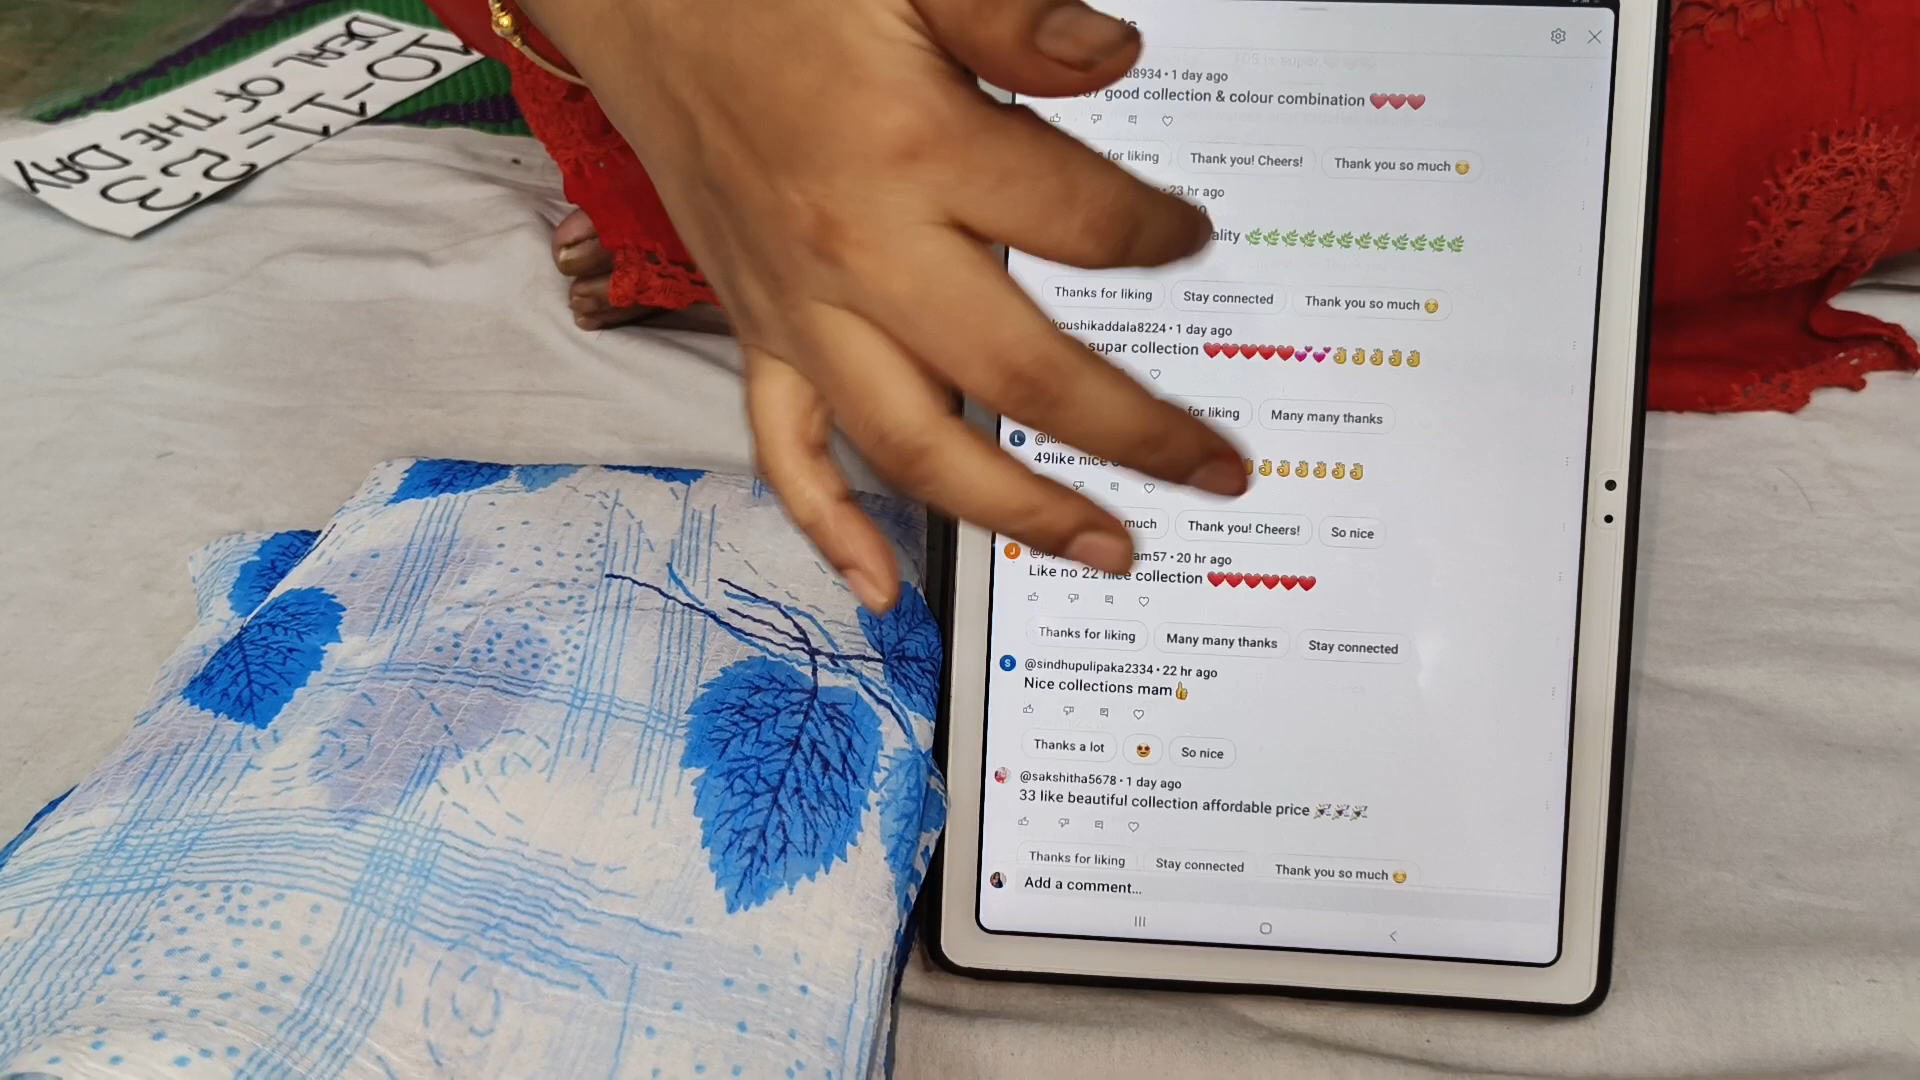 10-11-23
DEAL OF THE DAY
8934 • 1 day ago
good collection & colour combination ❤️❤️❤️
for liking
Thank you! Cheers!
Thank you so much 😁
23 hr ago
🌿🌿🌿🌿🌿🌿🌿🌿🌿🌿🌿🌿
Thanks for liking
Stay connected
Thank you so much 😁
koushikaddala8224 • 1 day ago
supar collection ❤️❤️❤️❤️❤️💕💕👌👌👌👌👌
for liking
Many many thanks
L
49like nice 👌👌👌👌👌👌
much
Thank you! Cheers!
So nice
J
am57 • 20 hr ago
Like no 22 nice collection ❤️❤️❤️❤️❤️❤️
Thanks for liking
Many many thanks
Stay connected
S @sindhupulipaka2334 • 22 hr ago
Nice collections mam👍
Thanks a lot
😍
So nice
@sakshitha5678 • 1 day ago
33 like beautiful collection affordable price 🎉🎉🎉
Thanks for liking
Stay connected
Thank you so much 😁
Add a comment...